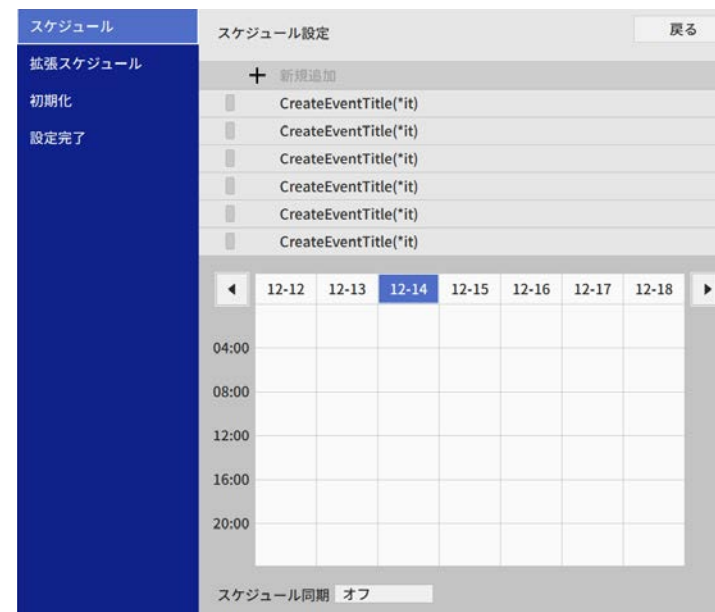 スケジュール
拡張スケジュール
初期化
設定完了
スケジュール設定
戻る
+ 新規追加
CreateEventTitle(*it)
CreateEventTitle(*it)
CreateEventTitle(*it)
CreateEventTitle(*it)
CreateEventTitle(*it)
CreateEventTitle(*it)
12-12 12-13 12-14 12-15 12-16 12-17 12-18
04:00
08:00
12:00
16:00
20:00
スケジュール同期 オフ